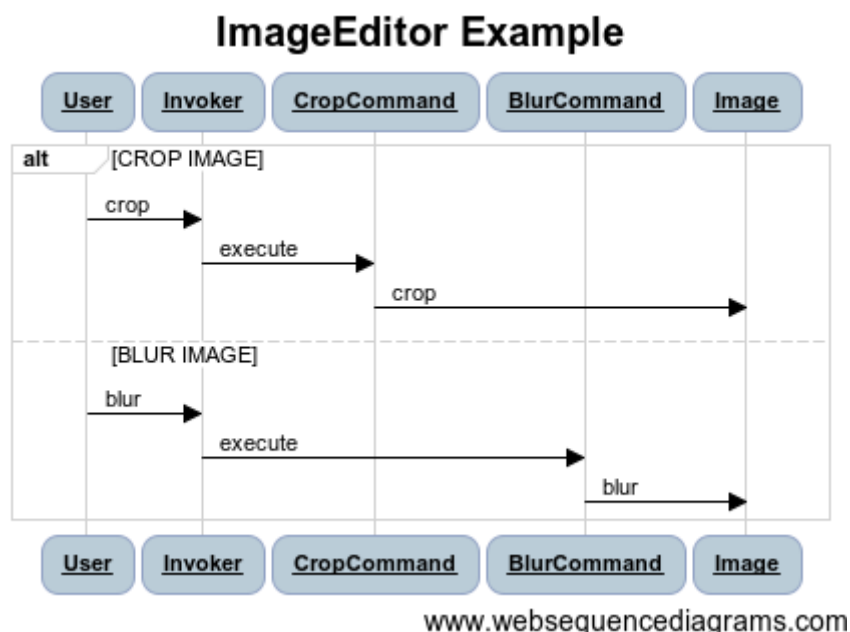 ImageEditor Example
User Invoker CropCommand BlurCommand Image
alt [CROP IMAGE]
crop
execute
crop
[BLUR IMAGE]
blur
execute
blur
User Invoker CropCommand BlurCommand Image
www.websequencediagrams.com